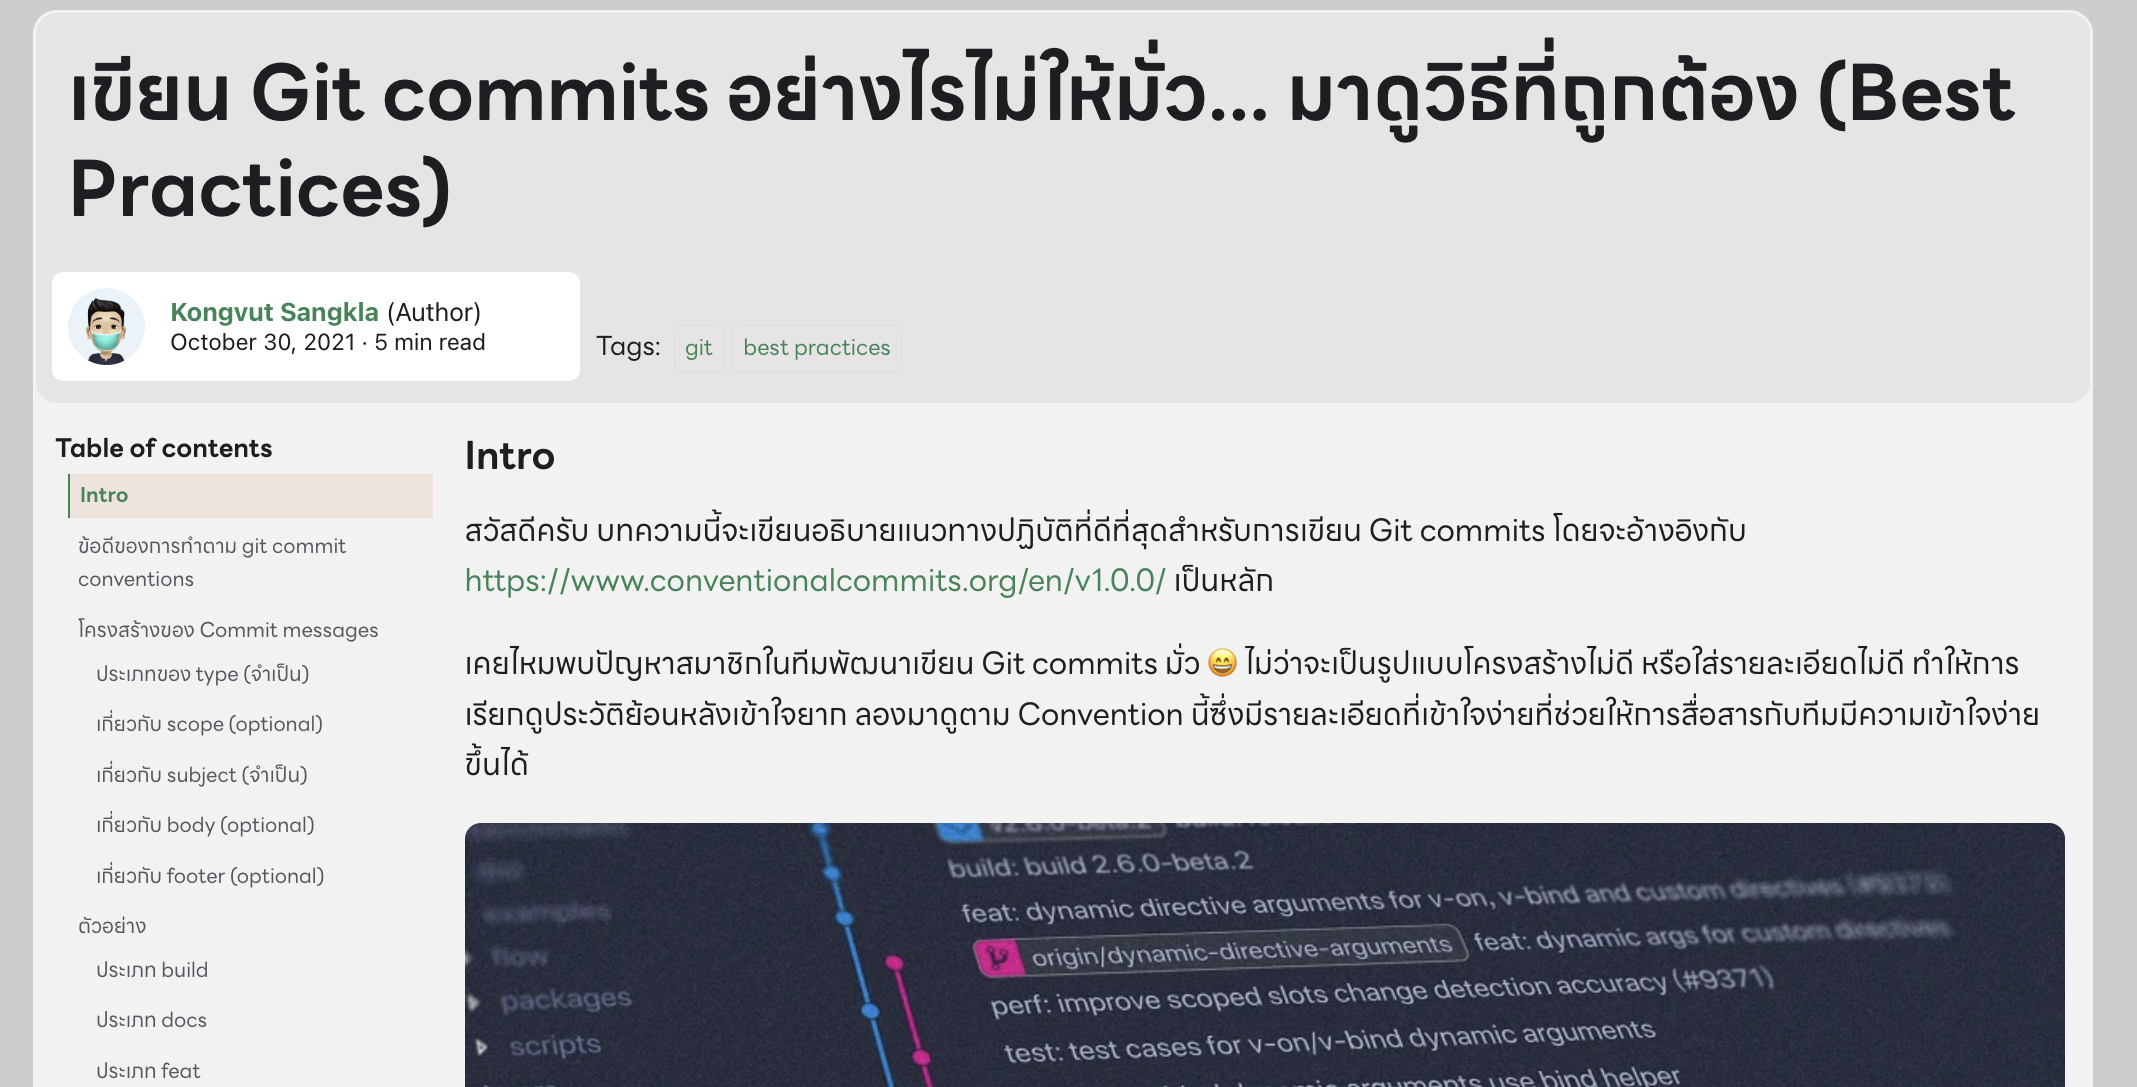 เขียน Git commits อย่างไรไม่ให้มั่ว... มาดูวิธีที่ถูกต้อง (Best
Practices)
Kongvut Sangkla (Author)
October 30, 2021 · 5 min read
Tags: git best practices
Table of contents
Intro
ข้อดีของการทำตาม git commit
conventions
โครงสร้างของ Commit messages
ประเภทของ type (จำเป็น)
เกี่ยวกับ scope (optional)
เกี่ยวกับ subject (จำเป็น)
เกี่ยวกับ body (optional)
เกี่ยวกับ footer (optional)
ตัวอย่าง
ประเภท build
ประเภท docs
ประเภท feat
Intro
สวัสดีครับ บทความนี้จะเขียนอธิบายแนวทางปฏิบัติที่ดีที่สุดสำหรับการเขียน Git commits โดยจะอ้างอิงกับ
https://www.conventionalcommits.org/en/v1.0.0/ เป็นหลัก
เคยไหมพบปัญหาสมาชิกในทีมพัฒนาเขียน Git commits มั่ว 😄 ไม่ว่าจะเป็นรูปแบบโครงสร้างไม่ดี หรือใส่รายละเอียดไม่ดี ทำให้การ
เรียกดูประวัติย้อนหลังเข้าใจยาก ลองมาดูตาม Convention นี้ซึ่งมีรายละเอียดที่เข้าใจง่ายที่ช่วยให้การสื่อสารกับทีมมีความเข้าใจง่าย
ขึ้นได้
build: build 2.6.0-beta.2
feat: dynamic directive arguments for v-on, v-bind and custom directives (#9373)
origin/dynamic-directive-arguments feat: dynamic args for custom directives
perf: improve scoped slots change detection accuracy (#9371)
test: test cases for v-on/v-bind dynamic arguments
dynamic arguments use bind helper
examples
flow
packages
scripts